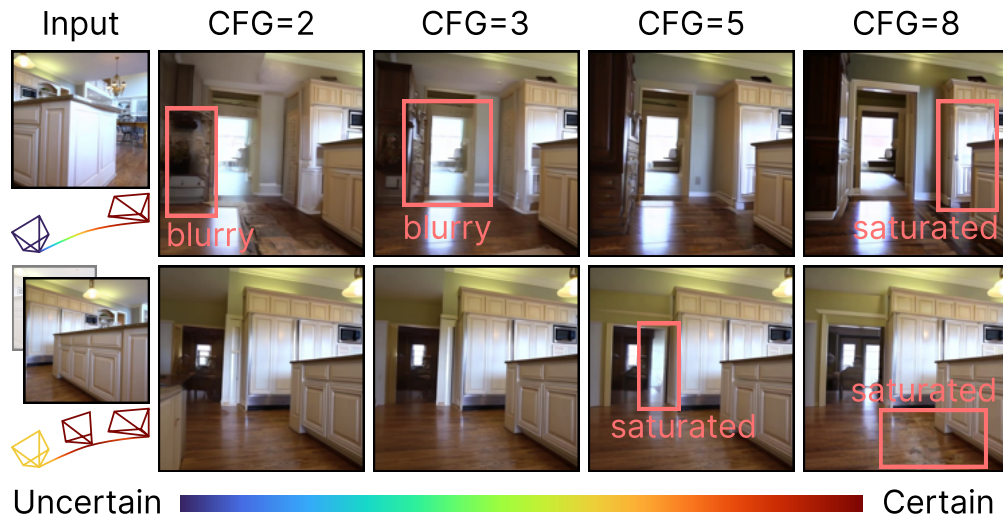 Input CFG=2 CFG=3 CFG=5 CFG=8
blurry blurry saturated
saturated
saturated
Uncertain Certain